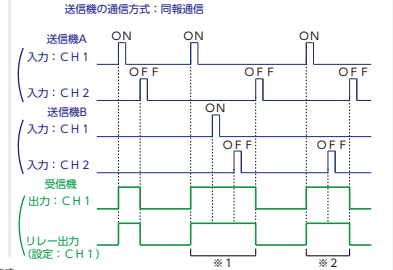 送信機の通信方式：同報通信
送信機A
ON ON ON
入力：CH1
OFF OFF OFF
入力：CH2
送信機B
ON
入力：CH1
OFF OFF
入力：CH2
受信機
出力：CH1
リレー出力
(設定：CH1)
※1 ※2